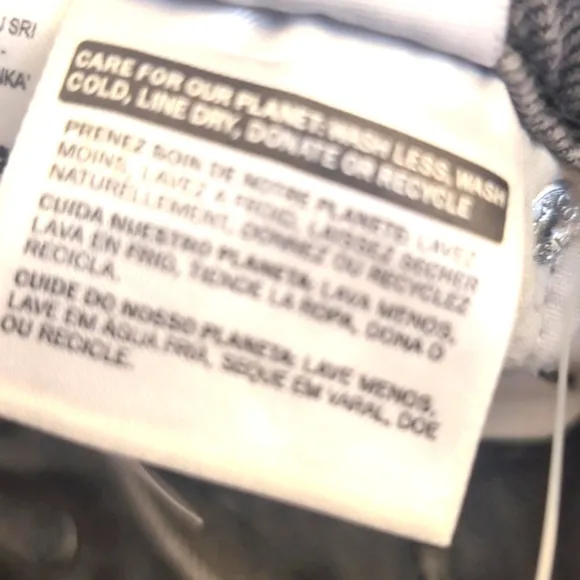 SRI
CARE FOR OUR PLANET: WASH LESS, WASH
COLD, LINE DRY, DONATE OR RECYCLE
PRENEZ SOIN DE NOTRE PLANETE, LAVEZ
MOINS, LAVEZ A FROID, LAISSEZ SECHER
NATURELLEMENT, DONNEZ OU RECYCLEZ
CUIDA NUESTRO PLANETA, LAVA MENOS,
LAVA EN FRIO, TIENDE LA ROPA, DONA O
RECICLA.
CUIDE DO NOSSO PLANETA: LAVE MENOS,
LAVE EM ÁGUA FRIA, SEQUE EM VARAL, DOE
OU RECICLE.